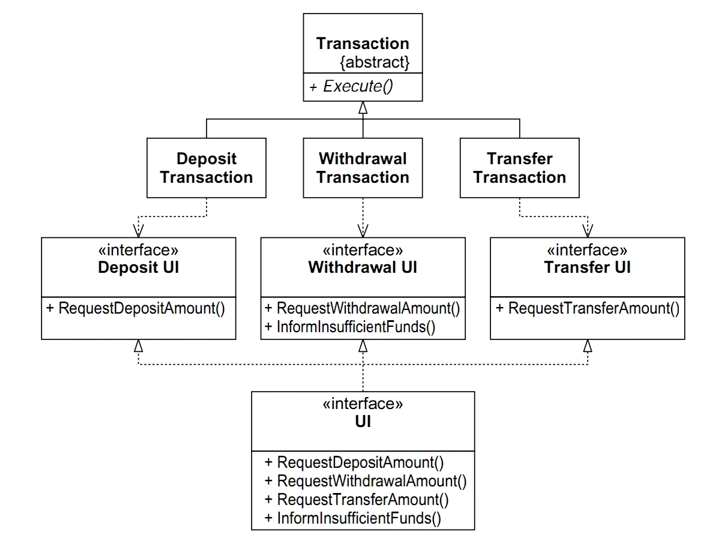 Transaction
{abstract}
+ Execute()
Deposit
Transaction
Withdrawal
Transaction
Transfer
Transaction
«interface»
Deposit UI
+ RequestDepositAmount()
«interface»
Withdrawal UI
+ RequestWithdrawalAmount()
+ InformInsufficientFunds()
«interface»
Transfer UI
+ RequestTransferAmount()
«interface»
UI
+ RequestDepositAmount()
+ RequestWithdrawalAmount()
+ RequestTransferAmount()
+ InformInsufficientFunds()